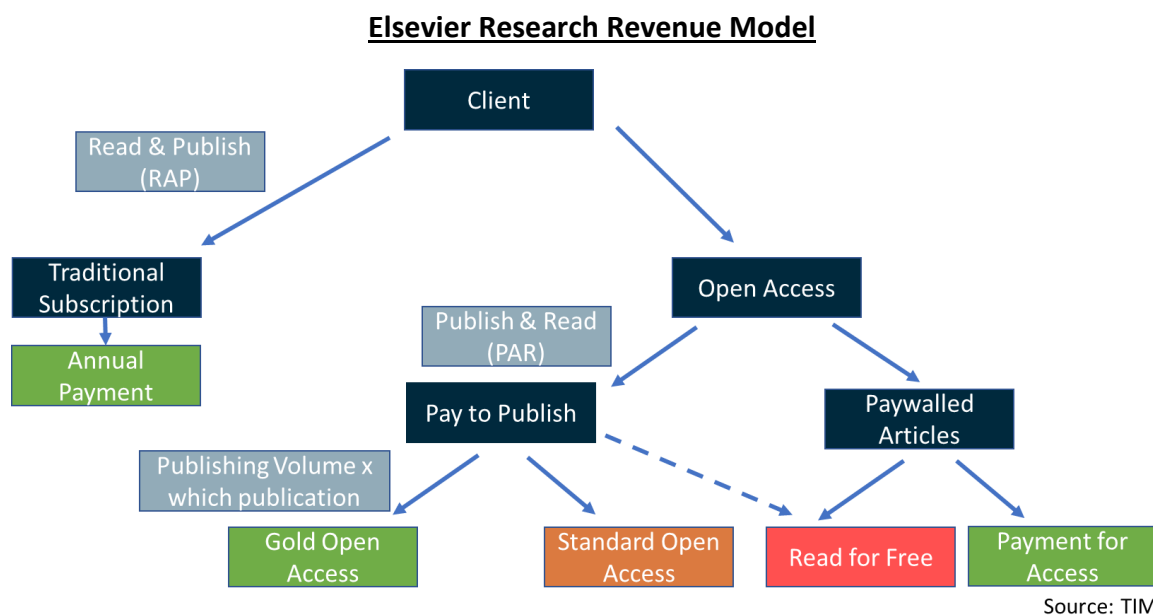 Elsevier Research Revenue Model
Client
Read & Publish
(RAP)
Traditional
Subscription
Open Access
Annual
Payment
Publish & Read
(PAR)
Pay to Publish
Paywalled
Articles
Publishing Volume x
which publication
Gold Open
Access
Standard Open
Access
Read for Free
Payment for
Access
Source: TIM